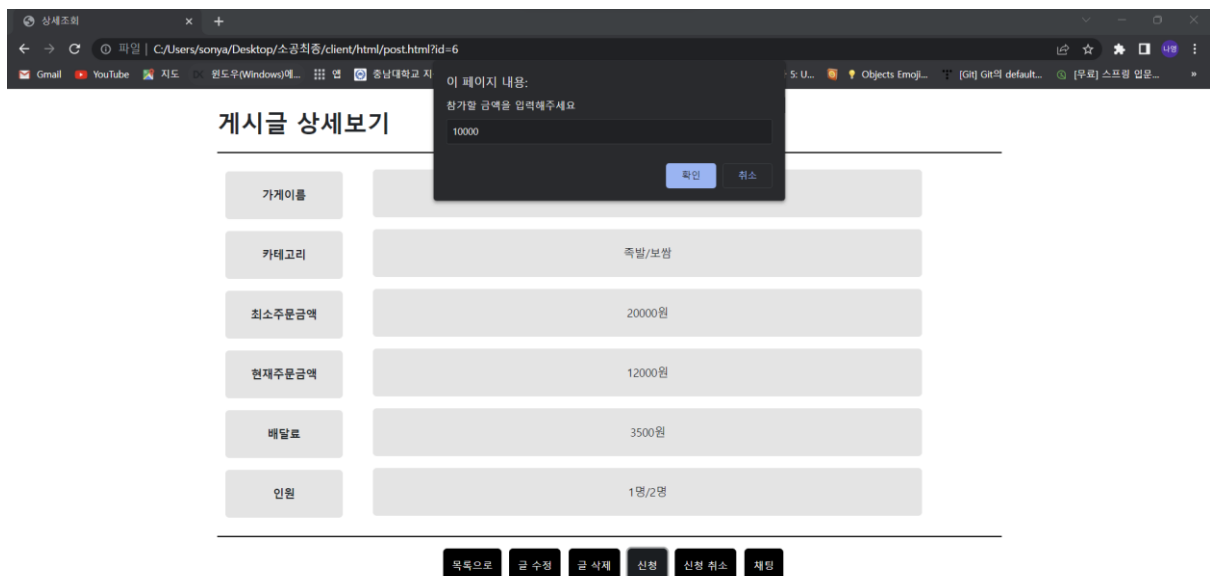 상세조회
파일 | C:/Users/sonya/Desktop/소공최종/client/html/post.html?id=6
나영
Gmail YouTube 지도 윈도우(Windows)에... 앱 충남대학교 지 5: U... Objects Emoji... [Git] Git의 default... [무료] 스프링 입문... »
이 페이지 내용:
참가할 금액을 입력해주세요
10000
확인 취소
게시글 상세보기
가게이름
카테고리 족발/보쌈
최소주문금액 20000원
현재주문금액 12000원
배달료 3500원
인원 1명/2명
목록으로 글 수정 글 삭제 신청 신청 취소 채팅